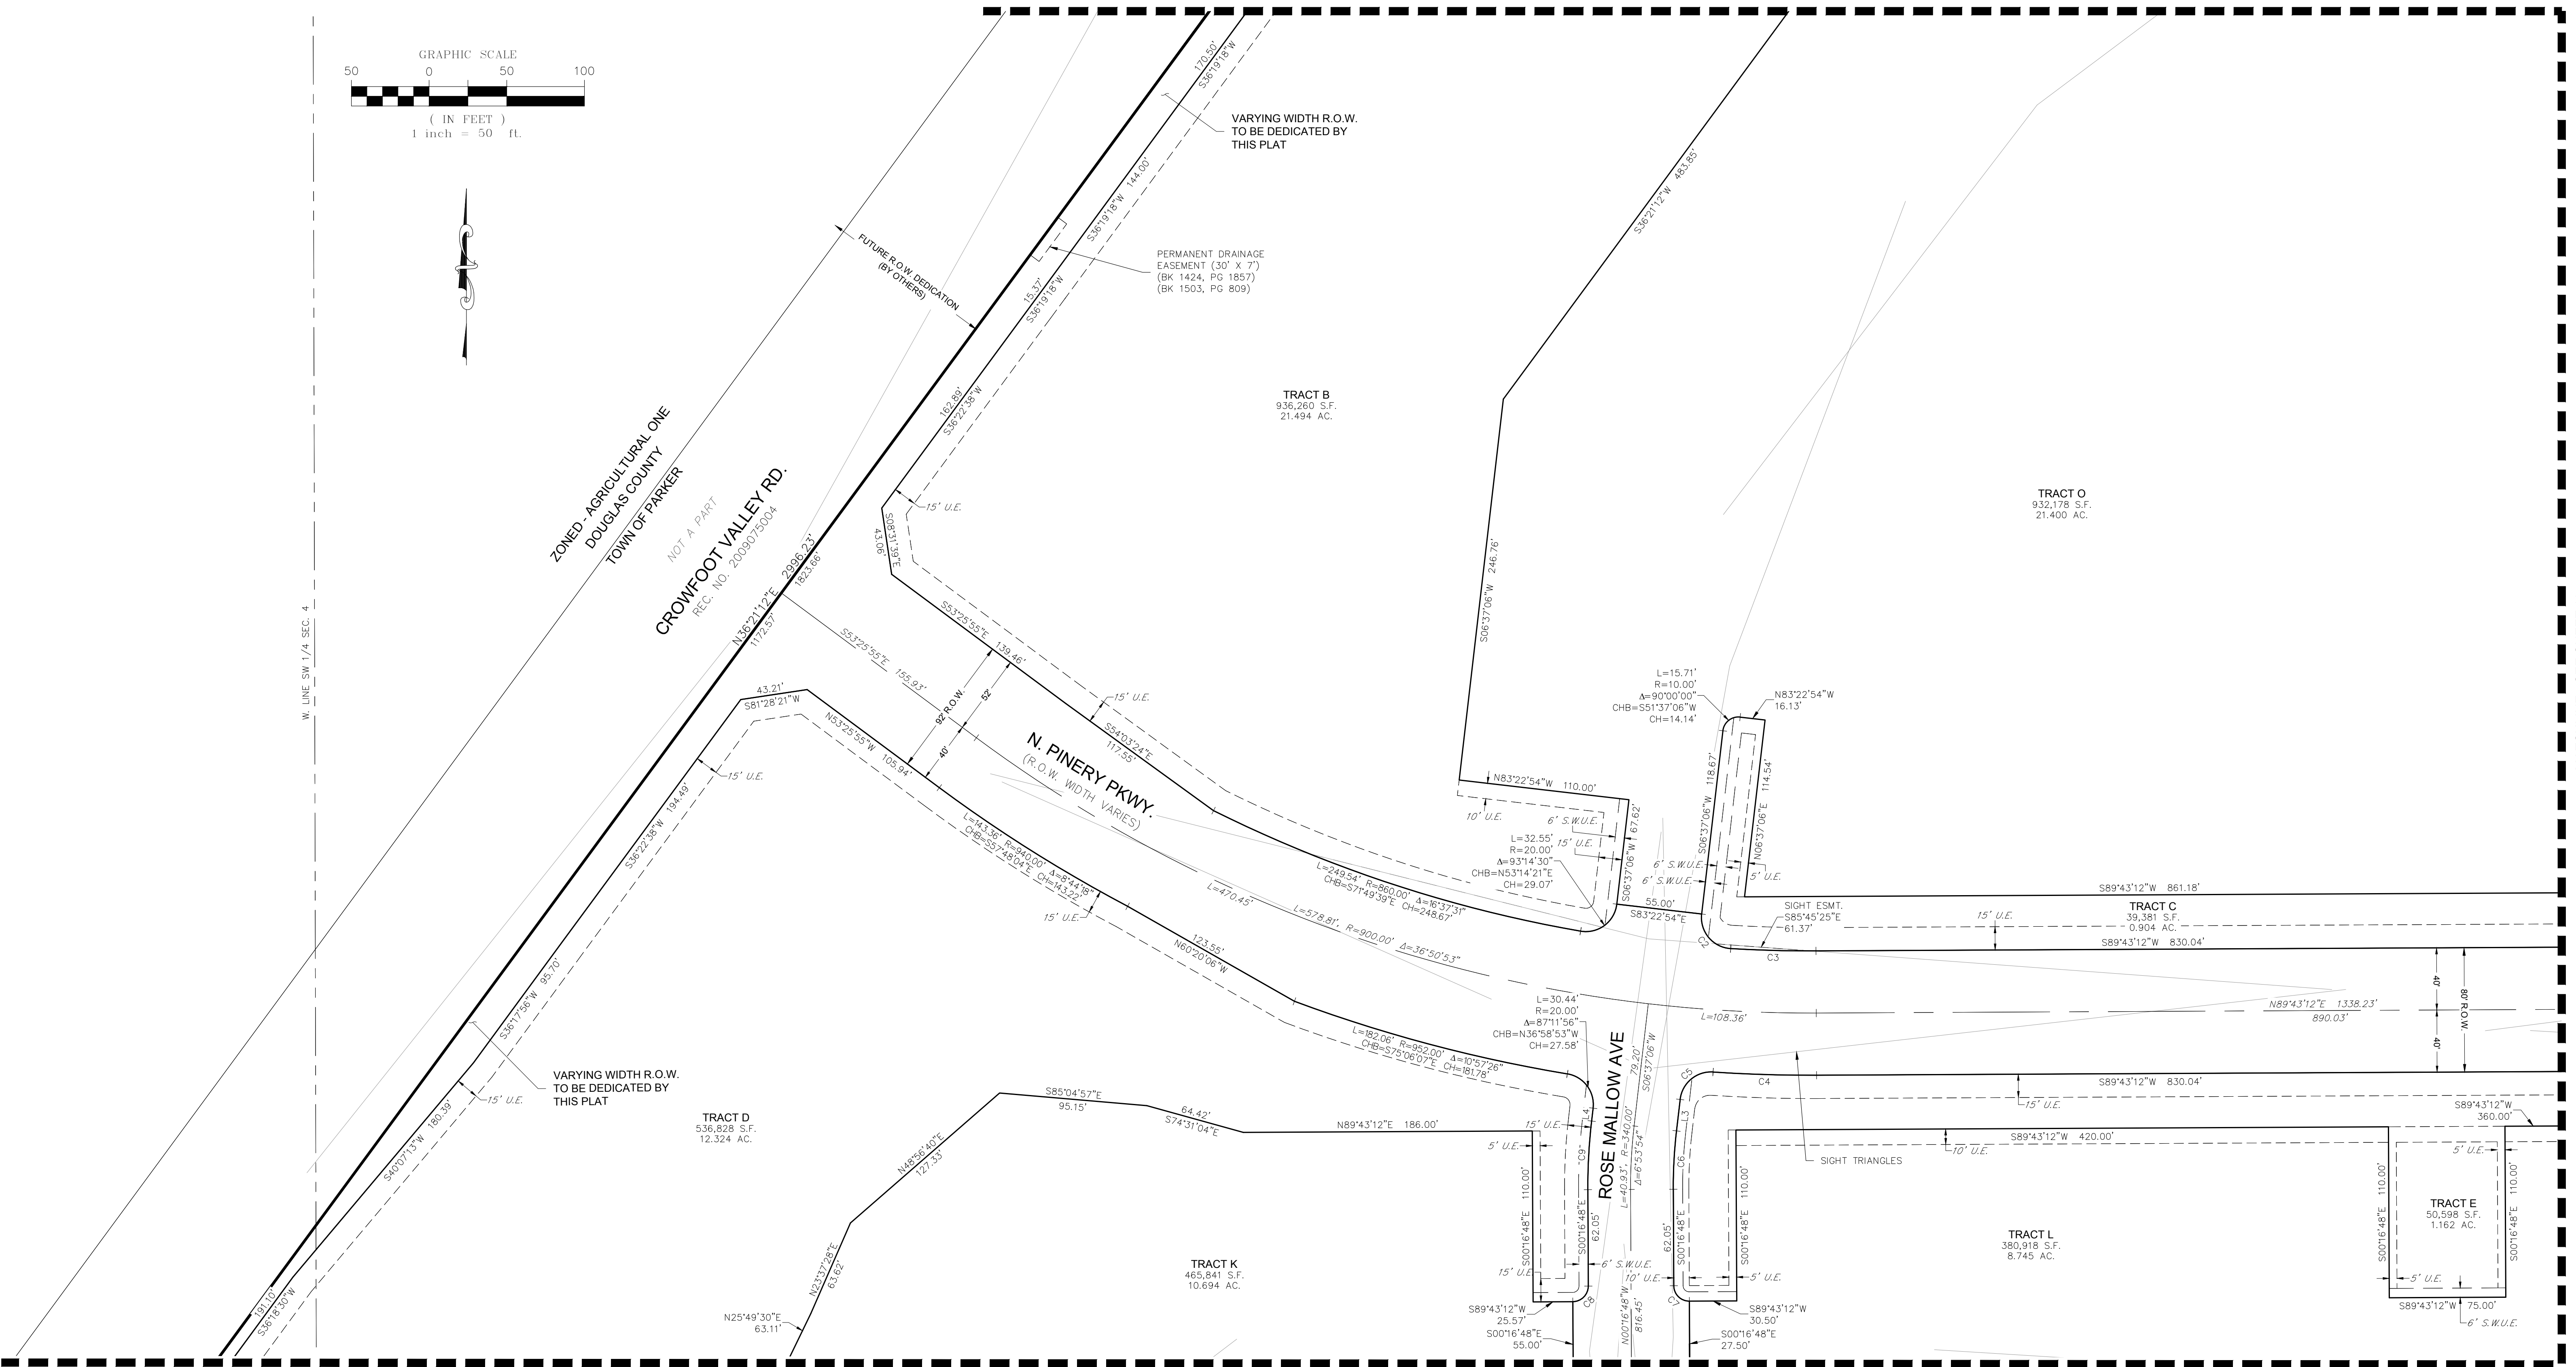 GRAPHIC SCALE
50 0 50 100
( IN FEET )
1 inch = 50 ft.
170.50'
S36°19'18"W
VARYING WIDTH R.O.W.
TO BE DEDICATED BY
THIS PLAT
144.00'
S36°19'18"W
FUTURE R.O.W. DEDICATION
(BY OTHERS)
PERMANENT DRAINAGE
EASEMENT (30' X 7')
(BK 1424, PG 1857)
(BK 1503, PG 809)
15.37'
S36°19'18"W
S36°21'12"W 483.85'
162.89'
S36°22'38"W
TRACT B
936,260 S.F.
21.494 AC.
TRACT O
932,178 S.F.
21.400 AC.
ZONED - AGRICULTURAL ONE
DOUGLAS COUNTY
TOWN OF PARKER
NOT A PART
CROWFOOT VALLEY RD.
REC. NO. 2009075004
N36°21'12"E 2996.23'
1823.66'
1172.57'
W. LINE SW 1/4 SEC. 4
15' U.E.
S08°31'39"E
43.06'
S53°25'55"E 139.46'
S53°25'55"E 155.93'
92' R.O.W.
52'
40'
15' U.E.
S54°03'24"E
117.55'
N. PINERY PKWY.
(R.O.W. WIDTH VARIES)
S06°37'06"W 246.76'
43.21'
S81°28'21"W
N53°25'55"W 105.94'
15' U.E.
S36°22'38"W 194.49'
L=15.71'
R=10.00'
Δ=90°00'00"
CHB=S51°37'06"W
CH=14.14'
N83°22'54"W
16.13'
N83°22'54"W 110.00'
10' U.E.
6' S.W.U.E.
15' U.E.
S06°37'06"W 67.62'
L=32.55'
R=20.00'
Δ=93°14'30"
CHB=N53°14'21"E
CH=29.07'
S06°37'06"W 118.67'
N06°37'06"E 114.54'
6' S.W.U.E.
6' S.W.U.E.
5' U.E.
L=143.36' R=940.00' Δ=8°44'18"
CHB=S57°48'04"E CH=143.22'
15' U.E.
L=249.54' R=860.00' Δ=16°37'31"
CHB=S71°49'39"E CH=248.67'
L=470.45'
L=578.81', R=900.00' Δ=36°50'53"
55.00'
S83°22'54"E
C2
SIGHT ESMT.
S85°45'25"E
61.37'
C3
15' U.E.
S89°43'12"W 861.18'
TRACT C
39,381 S.F.
0.904 AC.
S89°43'12"W 830.04'
40'
80' R.O.W.
40'
N89°43'12"E 1338.23'
890.03'
123.55'
N60°20'06"W
L=30.44'
R=20.00'
Δ=87°11'56"
CHB=N36°58'53"W
CH=27.58'
L=108.36'
79.20'
S06°37'06"W
L=182.06' R=952.00' Δ=10°57'26"
CHB=S75°06'07"E CH=181.78'
ROSE MALLOW AVE
L=40.93', R=340.00'
Δ=6°53'54"
S36°17'56"W 95.70'
VARYING WIDTH R.O.W.
TO BE DEDICATED BY
THIS PLAT
15' U.E.
S40°07'13"W 180.39'
TRACT D
536,828 S.F.
12.324 AC.
S85°04'57"E
95.15'
64.42'
S74°31'04"E
N89°43'12"E 186.00'
N48°56'40"E
127.33'
15' U.E.
5' U.E.
L4
C9
C5
C4
L3
C6
S89°43'12"W 830.04'
15' U.E.
S89°43'12"W
360.00'
S89°43'12"W 420.00'
10' U.E.
SIGHT TRIANGLES
5' U.E.
S00°16'48"E 110.00'
S00°16'48"E
62.05'
62.05'
S00°16'48"E
S00°16'48"E 110.00'
S00°16'48"E 110.00'
S00°16'48"E 110.00'
TRACT E
50,598 S.F.
1.162 AC.
TRACT L
380,918 S.F.
8.745 AC.
TRACT K
465,841 S.F.
10.694 AC.
N23°37'28"E
63.62'
N25°49'30"E
63.11'
191.10'
S36°18'30"W
15' U.E.
6' S.W.U.E.
10' U.E.
5' U.E.
C8
C7
S89°43'12"W
25.57'
S00°16'48"E
55.00'
N00°16'48"W
816.45'
S89°43'12"W
30.50'
S00°16'48"E
27.50'
5' U.E.
S89°43'12"W 75.00'
6' S.W.U.E.